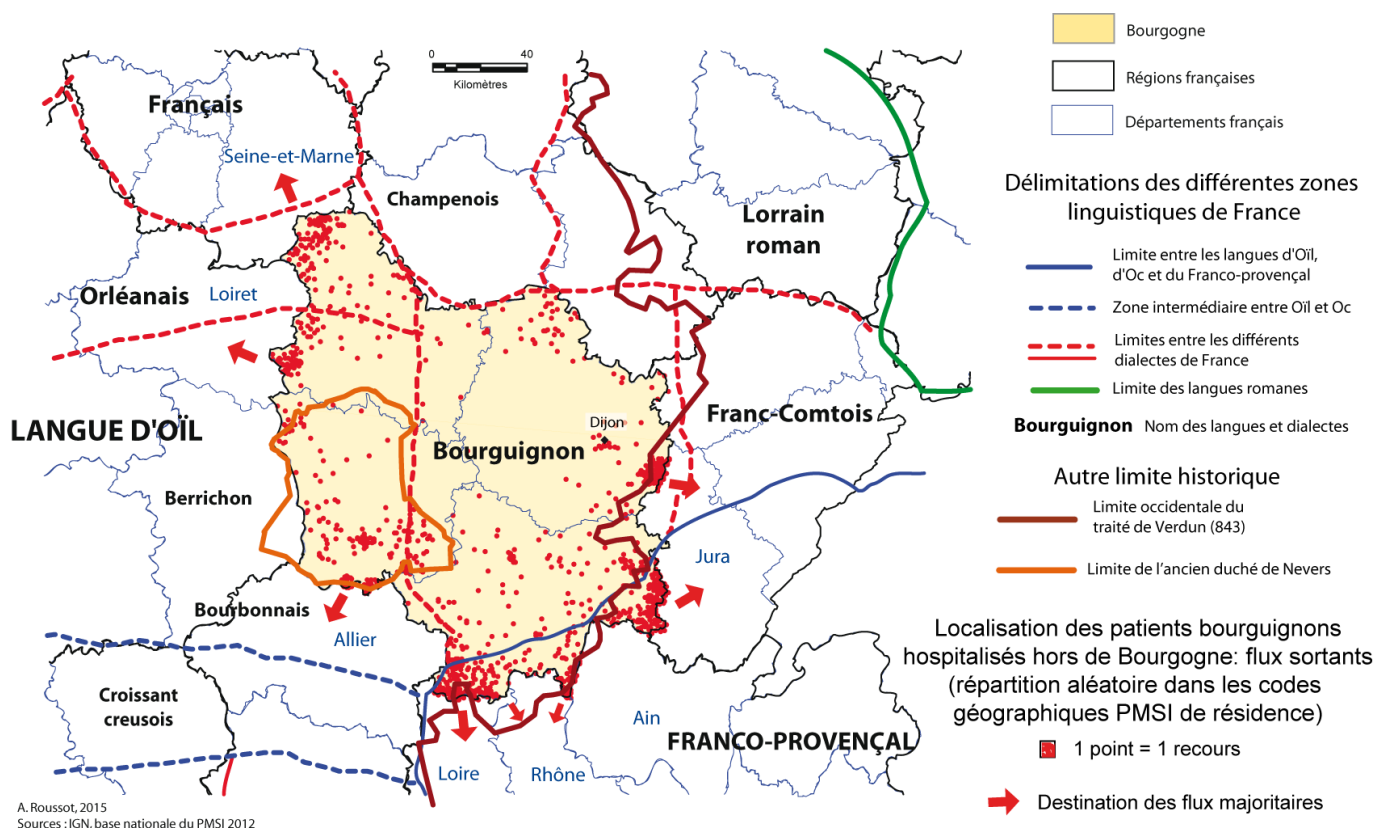 0 40
Kilomètres
Français
Seine-et-Marne
Champenois
Lorrain
roman
Orléanais
Loiret
LANGUE D'OÏL
Dijon
Franc-Comtois
Bourguignon
Berrichon
Jura
Bourbonnais
Allier
Croissant
creusois
Ain
FRANCO-PROVENÇAL
Loire
Rhône
A. Roussot, 2015
Sources : IGN, base nationale du PMSI 2012
Bourgogne
Régions françaises
Départements français
Délimitations des différentes zones
linguistiques de France
Limite entre les langues d'Oïl,
d'Oc et du Franco-provençal
Zone intermédiaire entre Oïl et Oc
Limites entre les différents
dialectes de France
Limite des langues romanes
Bourguignon Nom des langues et dialectes
Autre limite historique
Limite occidentale du
traité de Verdun (843)
Limite de l'ancien duché de Nevers
Localisation des patients bourguignons
hospitalisés hors de Bourgogne: flux sortants
(répartition aléatoire dans les codes
géographiques PMSI de résidence)
1 point = 1 recours
Destination des flux majoritaires